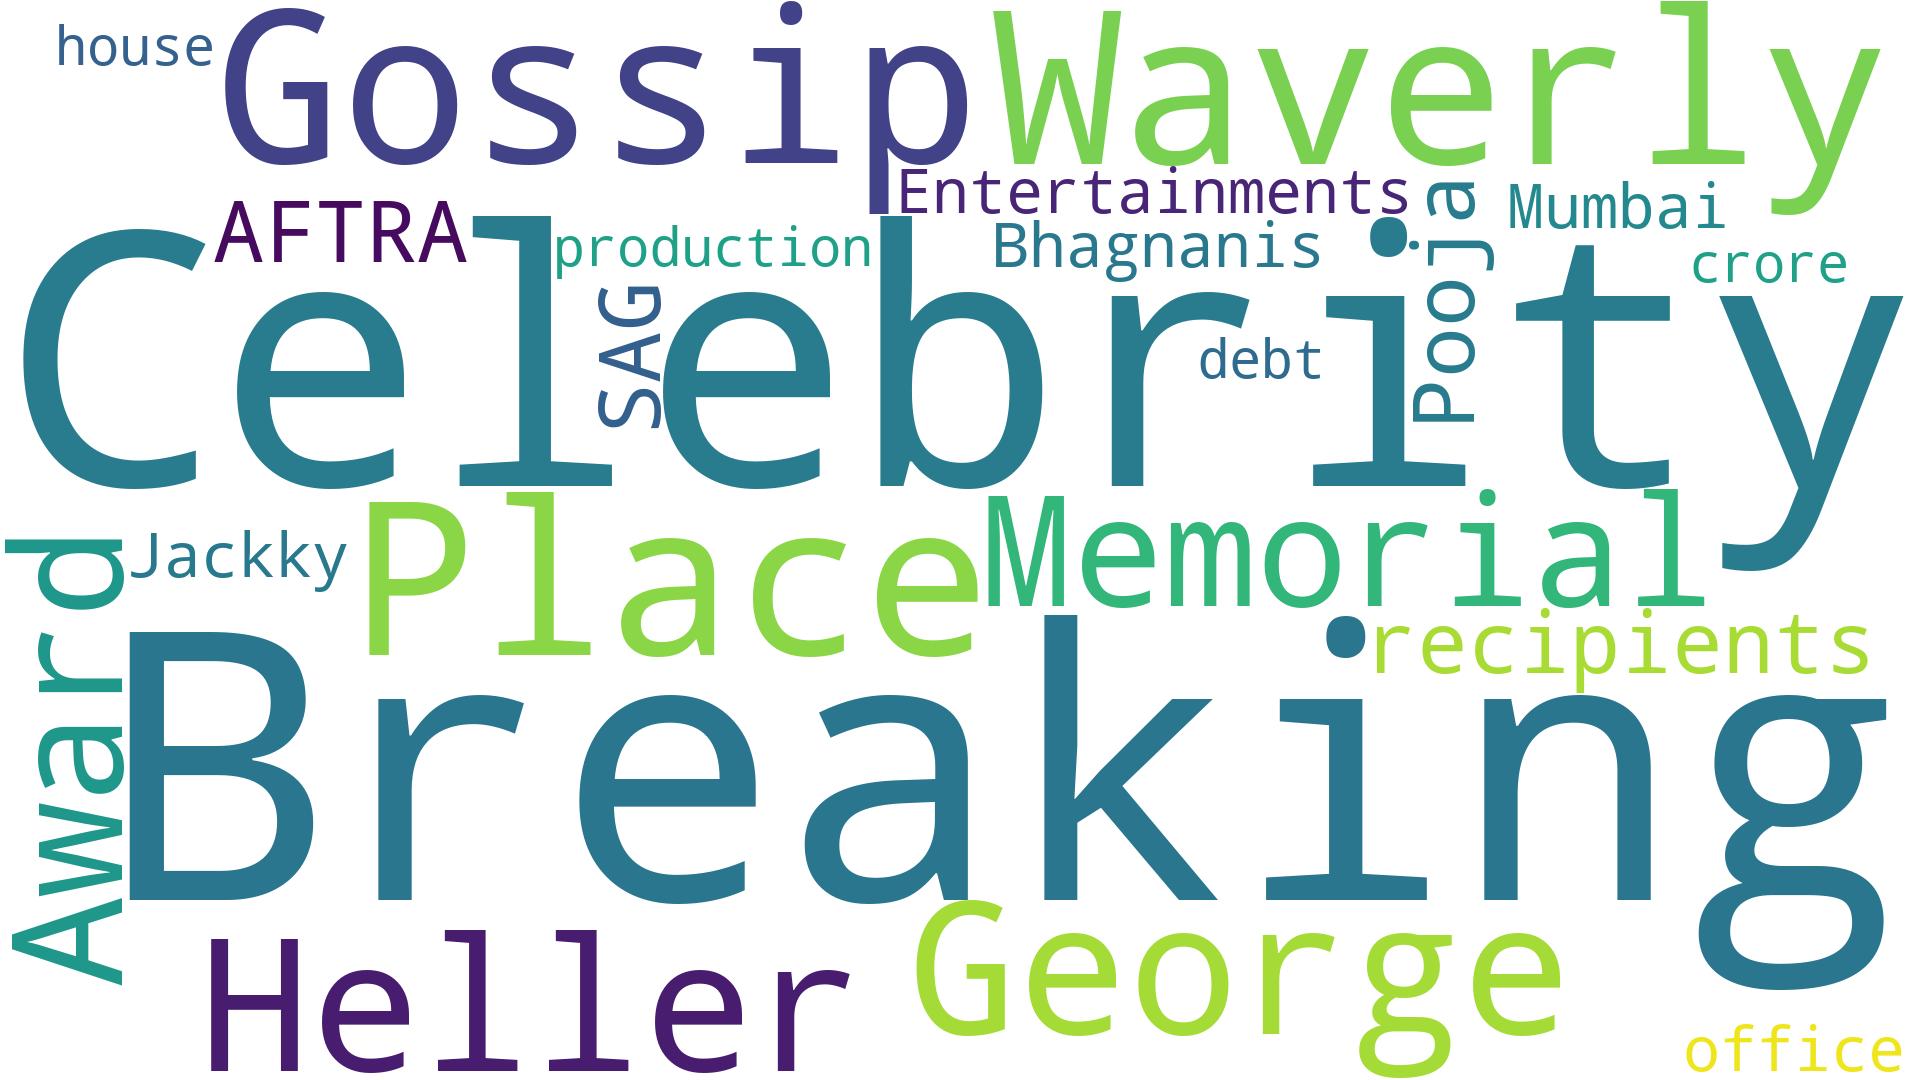 house
Gossip
Waverly
Entertainments
AFTRA
production
Bhagnanis
Pooja
Mumbai
crore
Celebrity
SAG
debt
Award
Jackky
Place
Memorial
recipients
Breaking
Heller
George
office